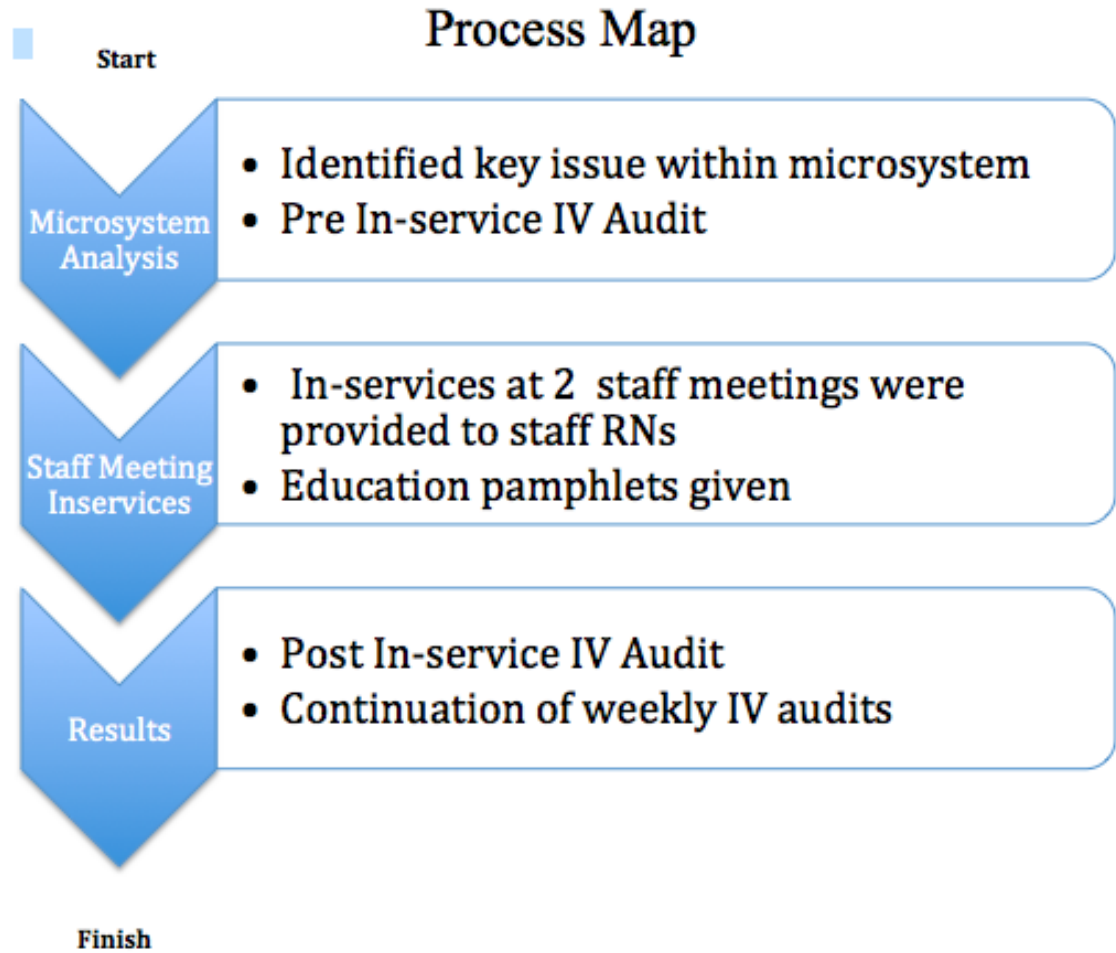 Process Map
Start
Microsystem
Analysis
• Identified key issue within microsystem
• Pre In-service IV Audit
Staff Meeting
Inservices
• In-services at 2 staff meetings were
provided to staff RNs
• Education pamphlets given
Results
• Post In-service IV Audit
• Continuation of weekly IV audits
Finish